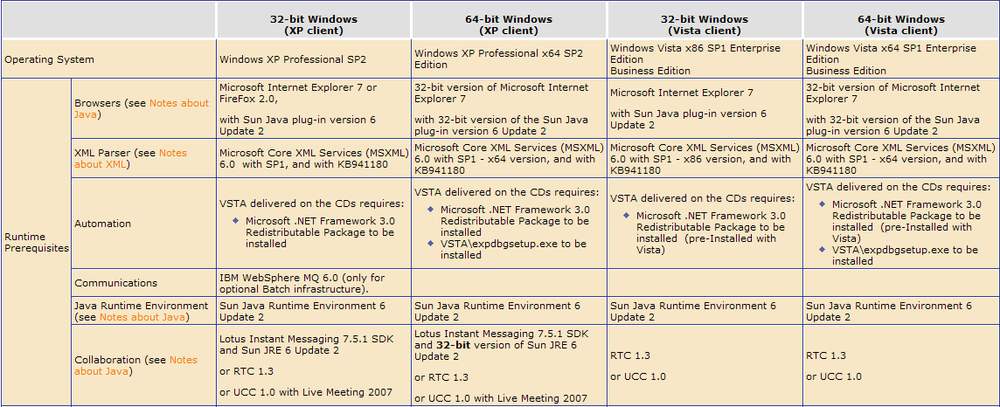 32-bit Windows
(XP client)
64-bit Windows
(XP client)
32-bit Windows
(Vista client)
64-bit Windows
(Vista client)
Operating System
Windows XP Professional SP2
Windows XP Professional x64 SP2
Edition
Windows Vista x86 SP1 Enterprise
Edition
Business Edition
Windows Vista x64 SP1 Enterprise
Edition
Business Edition
Runtime
Prerequisites
Browsers (see Notes about
Java)
Microsoft Internet Explorer 7 or
FireFox 2.0,
with Sun Java plug-in version 6
Update 2
32-bit version of Microsoft Internet
Explorer 7
with 32-bit version of the Sun Java
plug-in version 6 Update 2
Microsoft Internet Explorer 7
with Sun Java plug-in version 6
Update 2
32-bit version of Microsoft Internet
Explorer 7
with 32-bit version of the Sun Java
plug-in version 6 Update 2
XML Parser (see Notes
about XML)
Microsoft Core XML Services (MSXML)
6.0 with SP1, and with KB941180
Microsoft Core XML Services (MSXML)
6.0 with SP1 - x64 version, and with
KB941180
Microsoft Core XML Services (MSXML)
6.0 with SP1 - x86 version, and with
KB941180
Microsoft Core XML Services (MSXML)
6.0 with SP1 - x64 version, and with
KB941180
Automation
VSTA delivered on the CDs requires:
Microsoft .NET Framework 3.0
Redistributable Package to be
installed
VSTA delivered on the CDs requires:
Microsoft .NET Framework 3.0
Redistributable Package to be
installed
VSTA\expdbgsetup.exe to be
installed
VSTA delivered on the CDs requires:
Microsoft .NET Framework 3.0
Redistributable Package to be
installed (pre-Installed with
Vista)
VSTA delivered on the CDs requires:
Microsoft .NET Framework 3.0
Redistributable Package to be
installed (pre-Installed with
Vista)
VSTA\expdbgsetup.exe to be
installed
Communications
IBM WebSphere MQ 6.0 (only for
optional Batch infrastructure).
Java Runtime Environment
(see Notes about Java)
Sun Java Runtime Environment 6
Update 2
Sun Java Runtime Environment 6
Update 2
Sun Java Runtime Environment 6
Update 2
Sun Java Runtime Environment 6
Update 2
Collaboration (see Notes
about Java)
Lotus Instant Messaging 7.5.1 SDK
and Sun JRE 6 Update 2
or RTC 1.3
or UCC 1.0 with Live Meeting 2007
Lotus Instant Messaging 7.5.1 SDK
and 32-bit version of Sun JRE 6
Update 2
or RTC 1.3
or UCC 1.0 with Live Meeting 2007
RTC 1.3
or UCC 1.0
RTC 1.3
or UCC 1.0